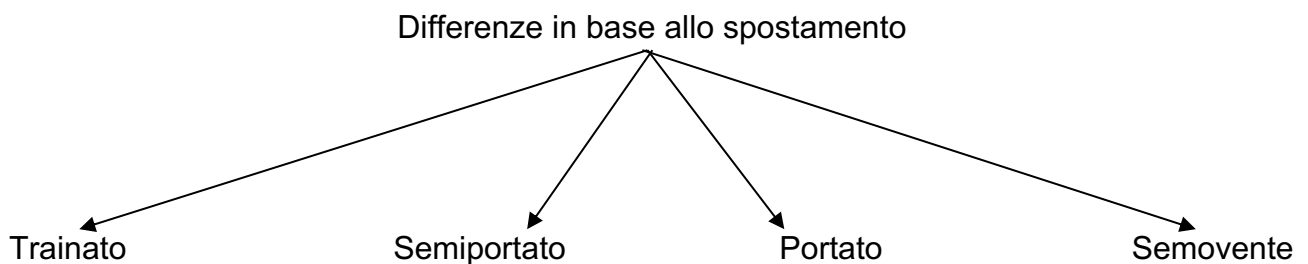 Differenze in base allo spostamento
Trainato Semiportato Portato Semovente